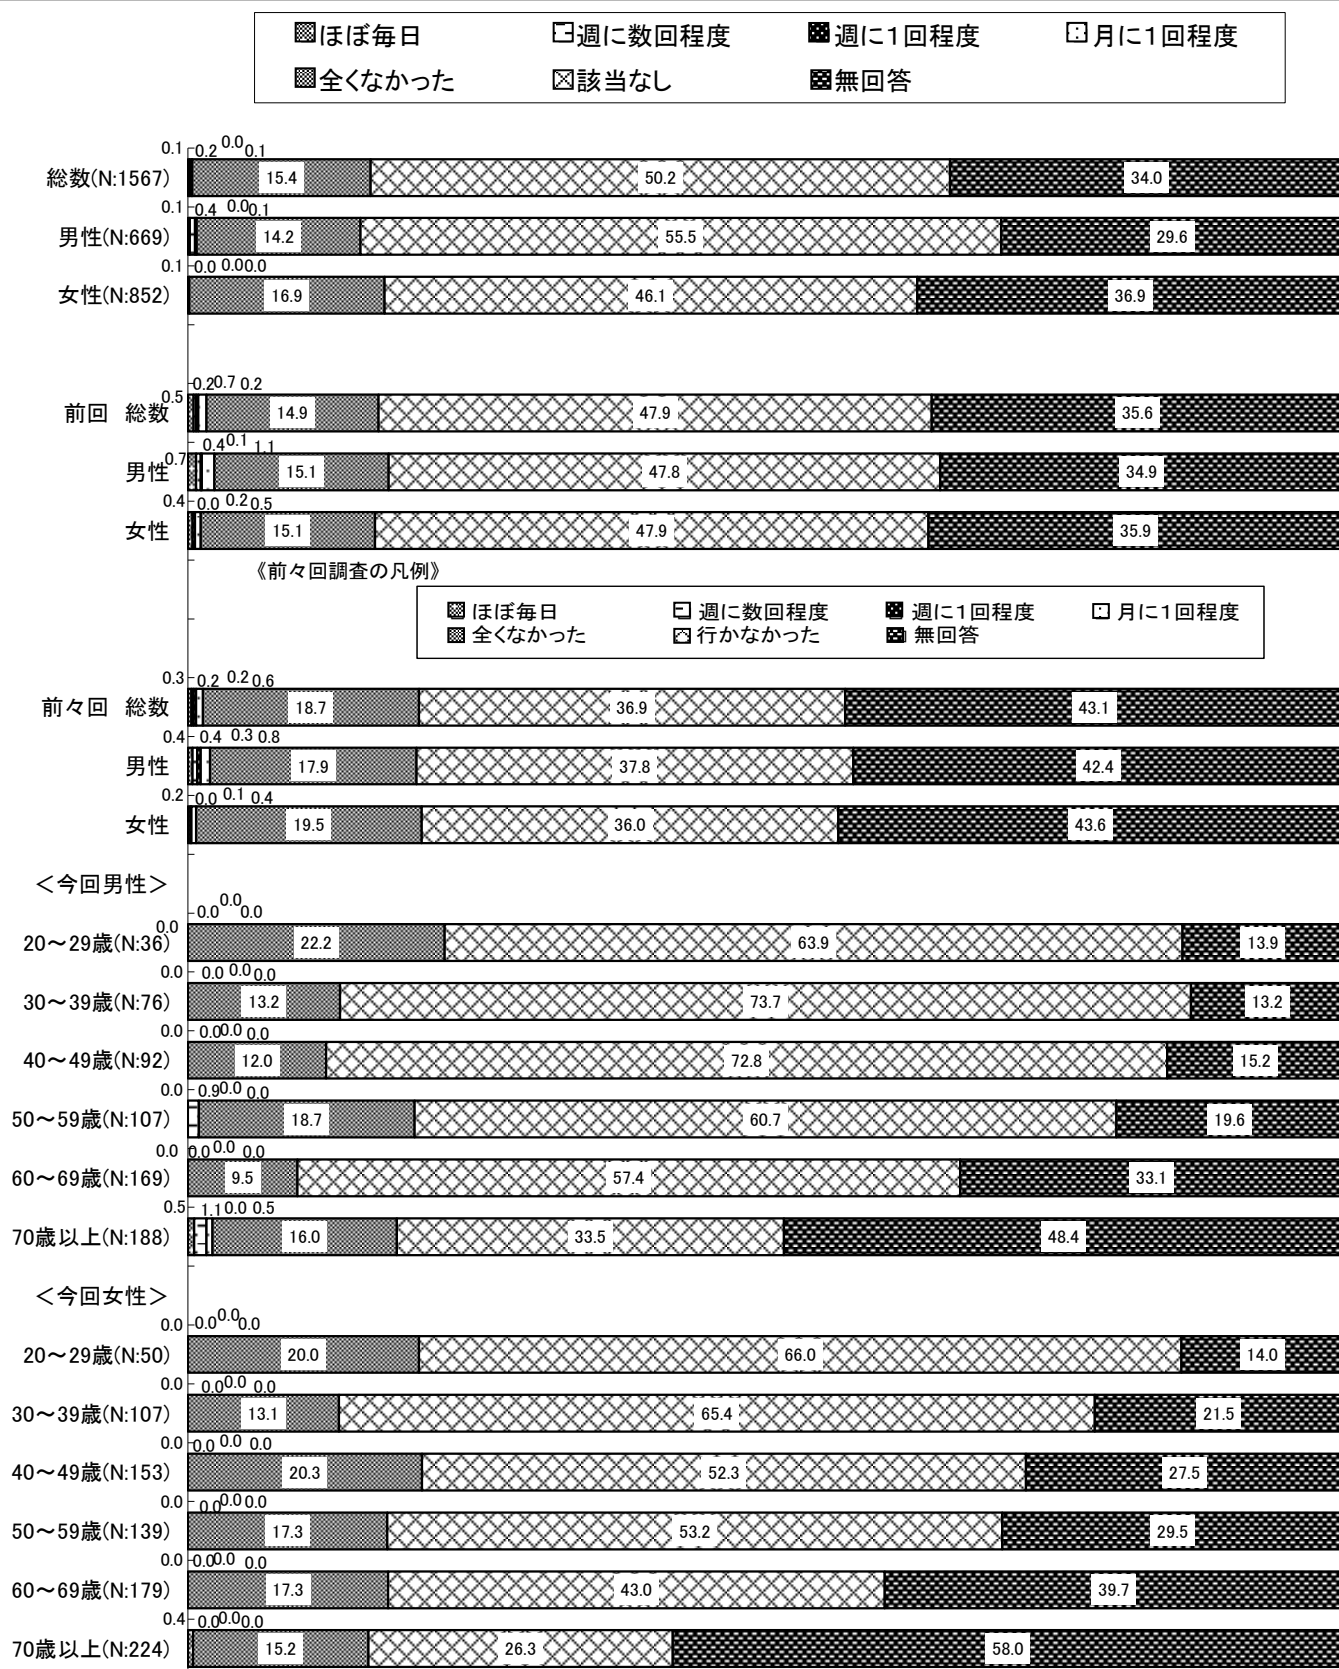 ほぼ毎日 週に数回程度 週に1回程度 月に1回程度
全くなかった 該当なし 無回答
0.1 0.2 0.0 0.1
総数(N:1567) 15.4 50.2 34.0
0.1 0.4 0.0 0.1
男性(N:669) 14.2 55.5 29.6
0.1 0.0 0.0 0.0
女性(N:852) 16.9 46.1 36.9
0.5 0.2 0.7 0.2
前回 総数 14.9 47.9 35.6
0.7 0.4 0.1 1.1
男性 15.1 47.8 34.9
0.4 0.0 0.2 0.5
女性 15.1 47.9 35.9
《前々回調査の凡例》
ほぼ毎日 週に数回程度 週に1回程度 月に1回程度
全くなかった 行かなかった 無回答
0.3 0.2 0.2 0.6
前々回 総数 18.7 36.9 43.1
0.4 0.4 0.3 0.8
男性 17.9 37.8 42.4
0.2 0.0 0.1 0.4
女性 19.5 36.0 43.6
＜今回男性＞
0.0 0.0 0.0 0.0
20～29歳(N:36) 22.2 63.9 13.9
0.0 0.0 0.0 0.0
30～39歳(N:76) 13.2 73.7 13.2
0.0 0.0 0.0 0.0
40～49歳(N:92) 12.0 72.8 15.2
0.0 0.9 0.0 0.0
50～59歳(N:107) 18.7 60.7 19.6
0.0 0.0 0.0 0.0
60～69歳(N:169) 9.5 57.4 33.1
0.5 1.1 0.0 0.5
70歳以上(N:188) 16.0 33.5 48.4
＜今回女性＞
0.0 0.0 0.0 0.0
20～29歳(N:50) 20.0 66.0 14.0
0.0 0.0 0.0 0.0
30～39歳(N:107) 13.1 65.4 21.5
0.0 0.0 0.0 0.0
40～49歳(N:153) 20.3 52.3 27.5
0.0 0.0 0.0 0.0
50～59歳(N:139) 17.3 53.2 29.5
0.0 0.0 0.0 0.0
60～69歳(N:179) 17.3 43.0 39.7
0.4 0.0 0.0 0.0
70歳以上(N:224) 15.2 26.3 58.0